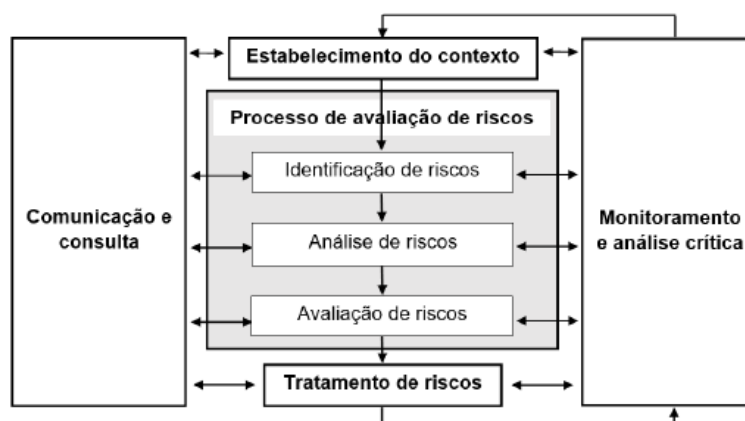 Estabelecimento do contexto
Processo de avaliação de riscos
Identificação de riscos
Comunicação e
consulta
Análise de riscos
Monitoramento
e análise crítica
Avaliação de riscos
Tratamento de riscos